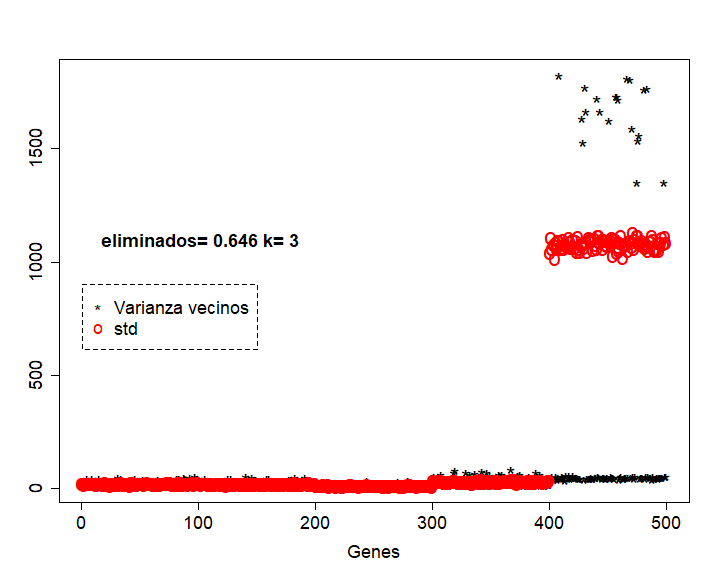 1500
1000
500
0
eliminados= 0.646 k= 3
* Varianza vecinos
std
0 100 200 300 400 500
Genes